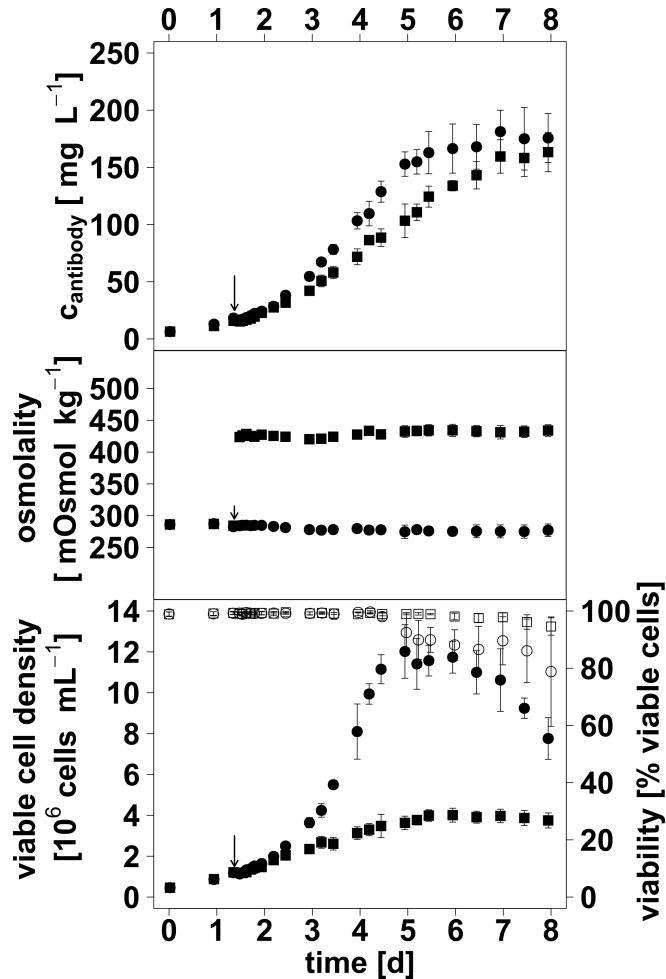 0 1 2 3 4 5 6 7 8
250
200
150
100
50
0
c_antibody [ mg L⁻¹]
500
450
400
350
300
250
osmolality
[ mOsmol kg⁻¹]
14
12
10
8
6
4
2
0
viable cell density
[10⁶ cells mL⁻¹]
100
80
60
40
20
0
viability [% viable cells]
0 1 2 3 4 5 6 7 8
time [d]